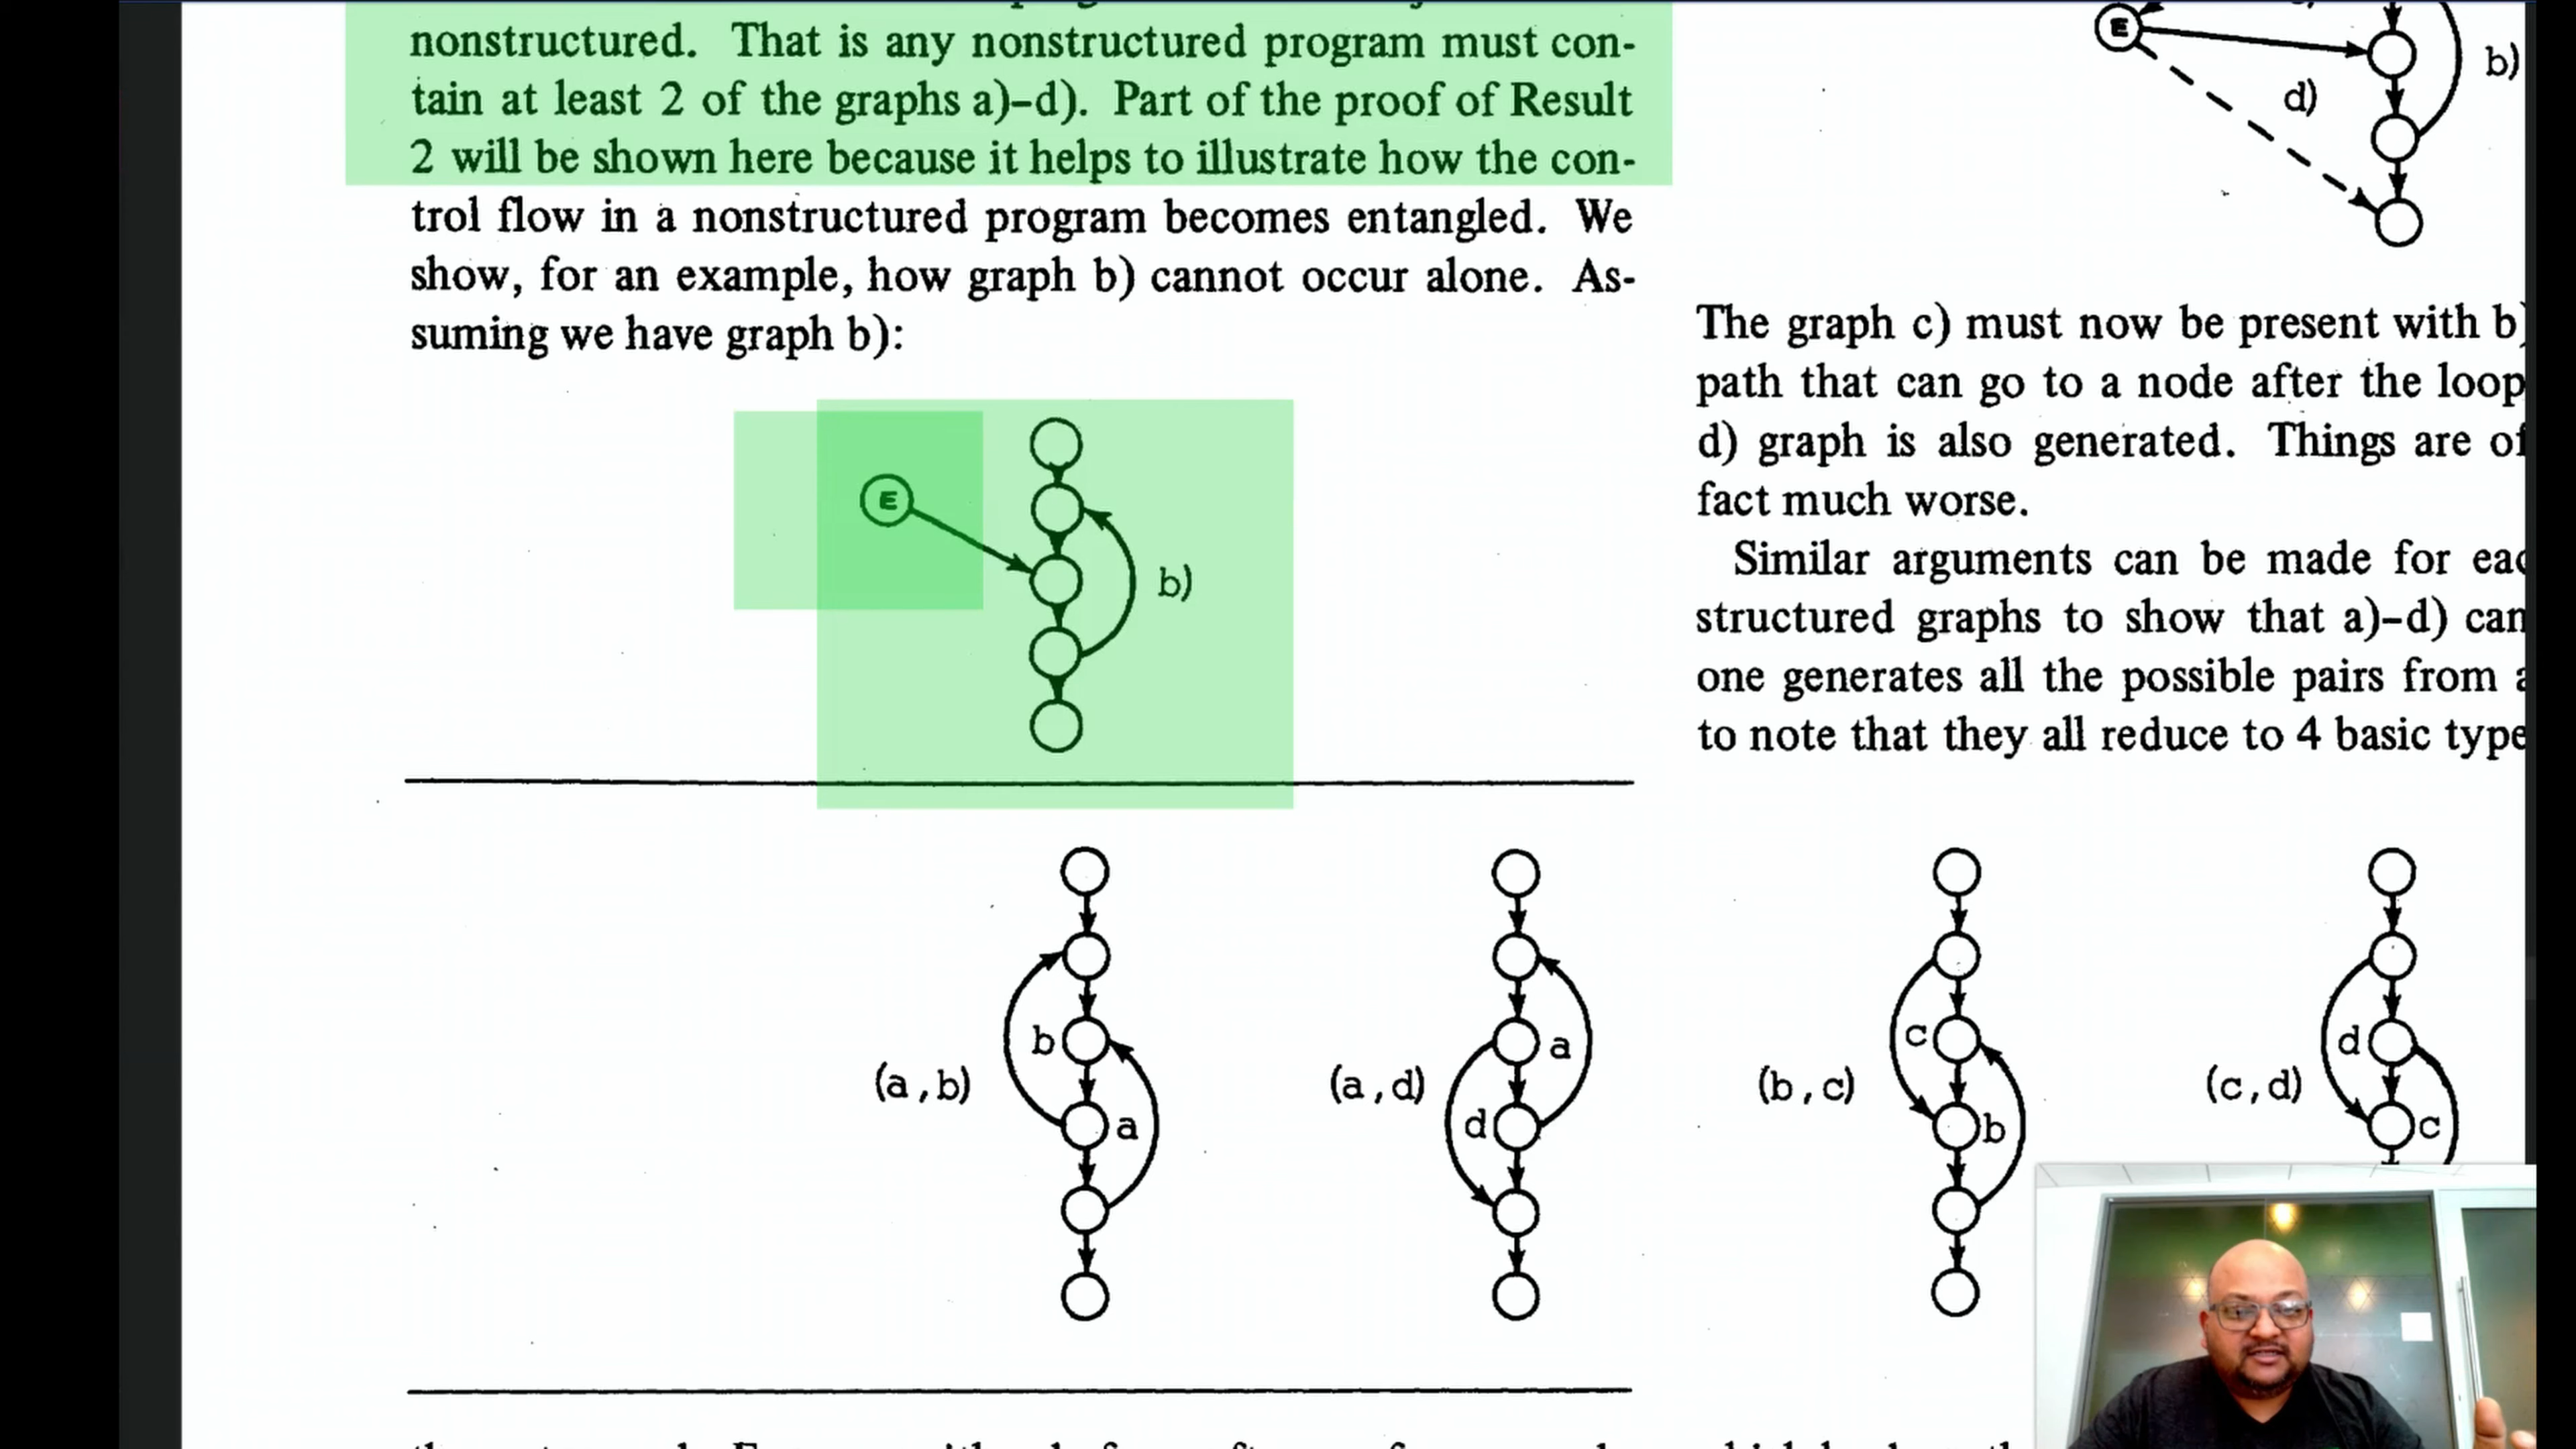 nonstructured. That is any nonstructured program must con-
tain at least 2 of the graphs a)–d). Part of the proof of Result
2 will be shown here because it helps to illustrate how the con-
trol flow in a nonstructured program becomes entangled. We
show, for an example, how graph b) cannot occur alone. As-
suming we have graph b):
E
b)
E
b)
d)
The graph c) must now be present with b)
path that can go to a node after the loop
d) graph is also generated. Things are
fact much worse.
Similar arguments can be made for
structured graphs to show that a)–d) can
one generates all the possible pairs from
to note that they all reduce to 4 basic type
(a,b)
b
a
(a,d)
a
d
(b,c)
c
b
(c,d)
d
c